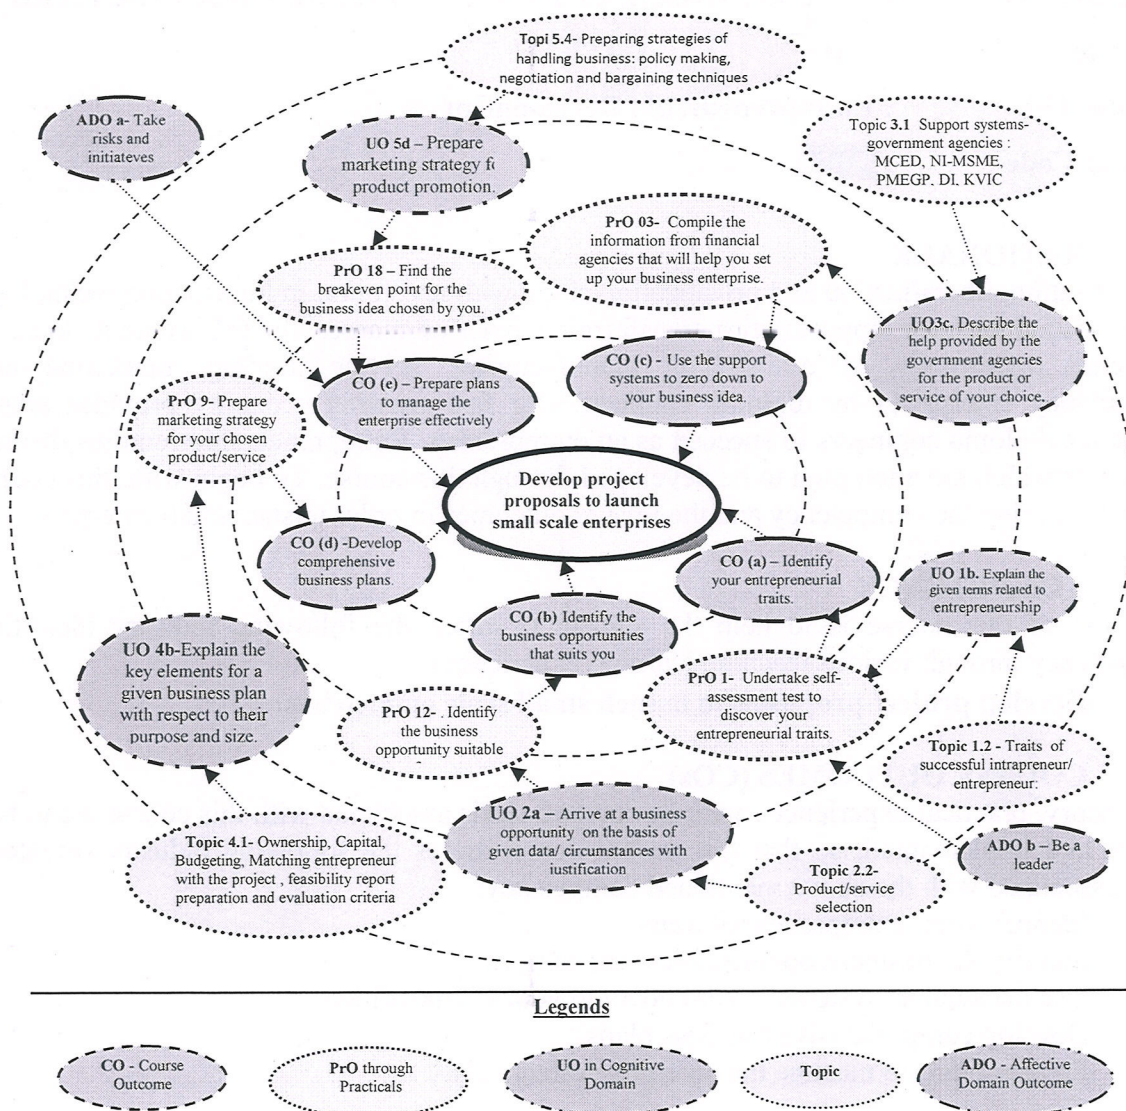 Topi 5.4- Preparing strategies of
handling business: policy making,
negotiation and bargaining techniques
ADO a- Take
risks and
initiateves
UO 5d – Prepare
marketing strategy fo
product promotion.
Topic 3.1 Support systems-
government agencies :
MCED, NI-MSME,
PMEGP, DI, KVIC
PrO 03- Compile the
information from financial
agencies that will help you set
up your business enterprise.
PrO 18 – Find the
breakeven point for the
business idea chosen by you.
UO3c. Describe the
help provided by the
government agencies
for the product or
service of your choice.
CO (c) - Use the support
systems to zero down to
your business idea.
CO (e) – Prepare plans
to manage the
enterprise effectively
PrO 9- Prepare
marketing strategy
for your chosen
product/service
Develop project
proposals to launch
small scale enterprises
CO (d) -Develop
comprehensive
business plans.
CO (a) – Identify
your entrepreneurial
traits.
UO 1b. Explain the
given terms related to
entrepreneurship
CO (b) Identify the
business opportunities
that suits you
UO 4b-Explain the
key elements for a
given business plan
with respect to their
purpose and size.
PrO 1- Undertake self-
assessment test to
discover your
entrepreneurial traits.
PrO 12- . Identify
the business
opportunity suitable
Topic 1.2 - Traits of
successful intrapreneur/
entrepreneur:
UO 2a – Arrive at a business
opportunity on the basis of
given data/ circumstances with
justification
Topic 4.1- Ownership, Capital,
Budgeting, Matching entrepreneur
with the project , feasibility report
preparation and evaluation criteria
ADO b – Be a
leader
Topic 2.2-
Product/service
selection
Legends
CO - Course
Outcome
PrO through
Practicals
UO in Cognitive
Domain
Topic
ADO - Affective
Domain Outcome